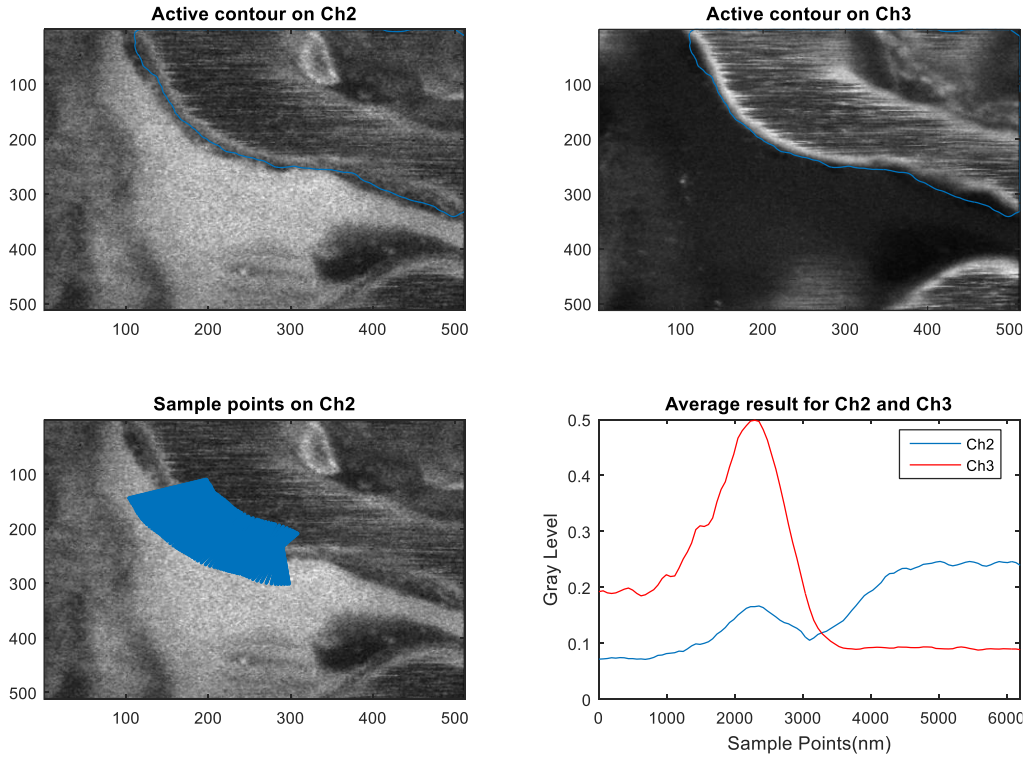 Active contour on Ch2
100
200
300
400
500
100 200 300 400 500
Active contour on Ch3
100
200
300
400
500
100 200 300 400 500
Sample points on Ch2
100
200
300
400
500
100 200 300 400 500
Average result for Ch2 and Ch3
0.5
0.4
0.3
0.2
0.1
0
Gray Level
Ch2
Ch3
0 1000 2000 3000 4000 5000 6000
Sample Points(nm)